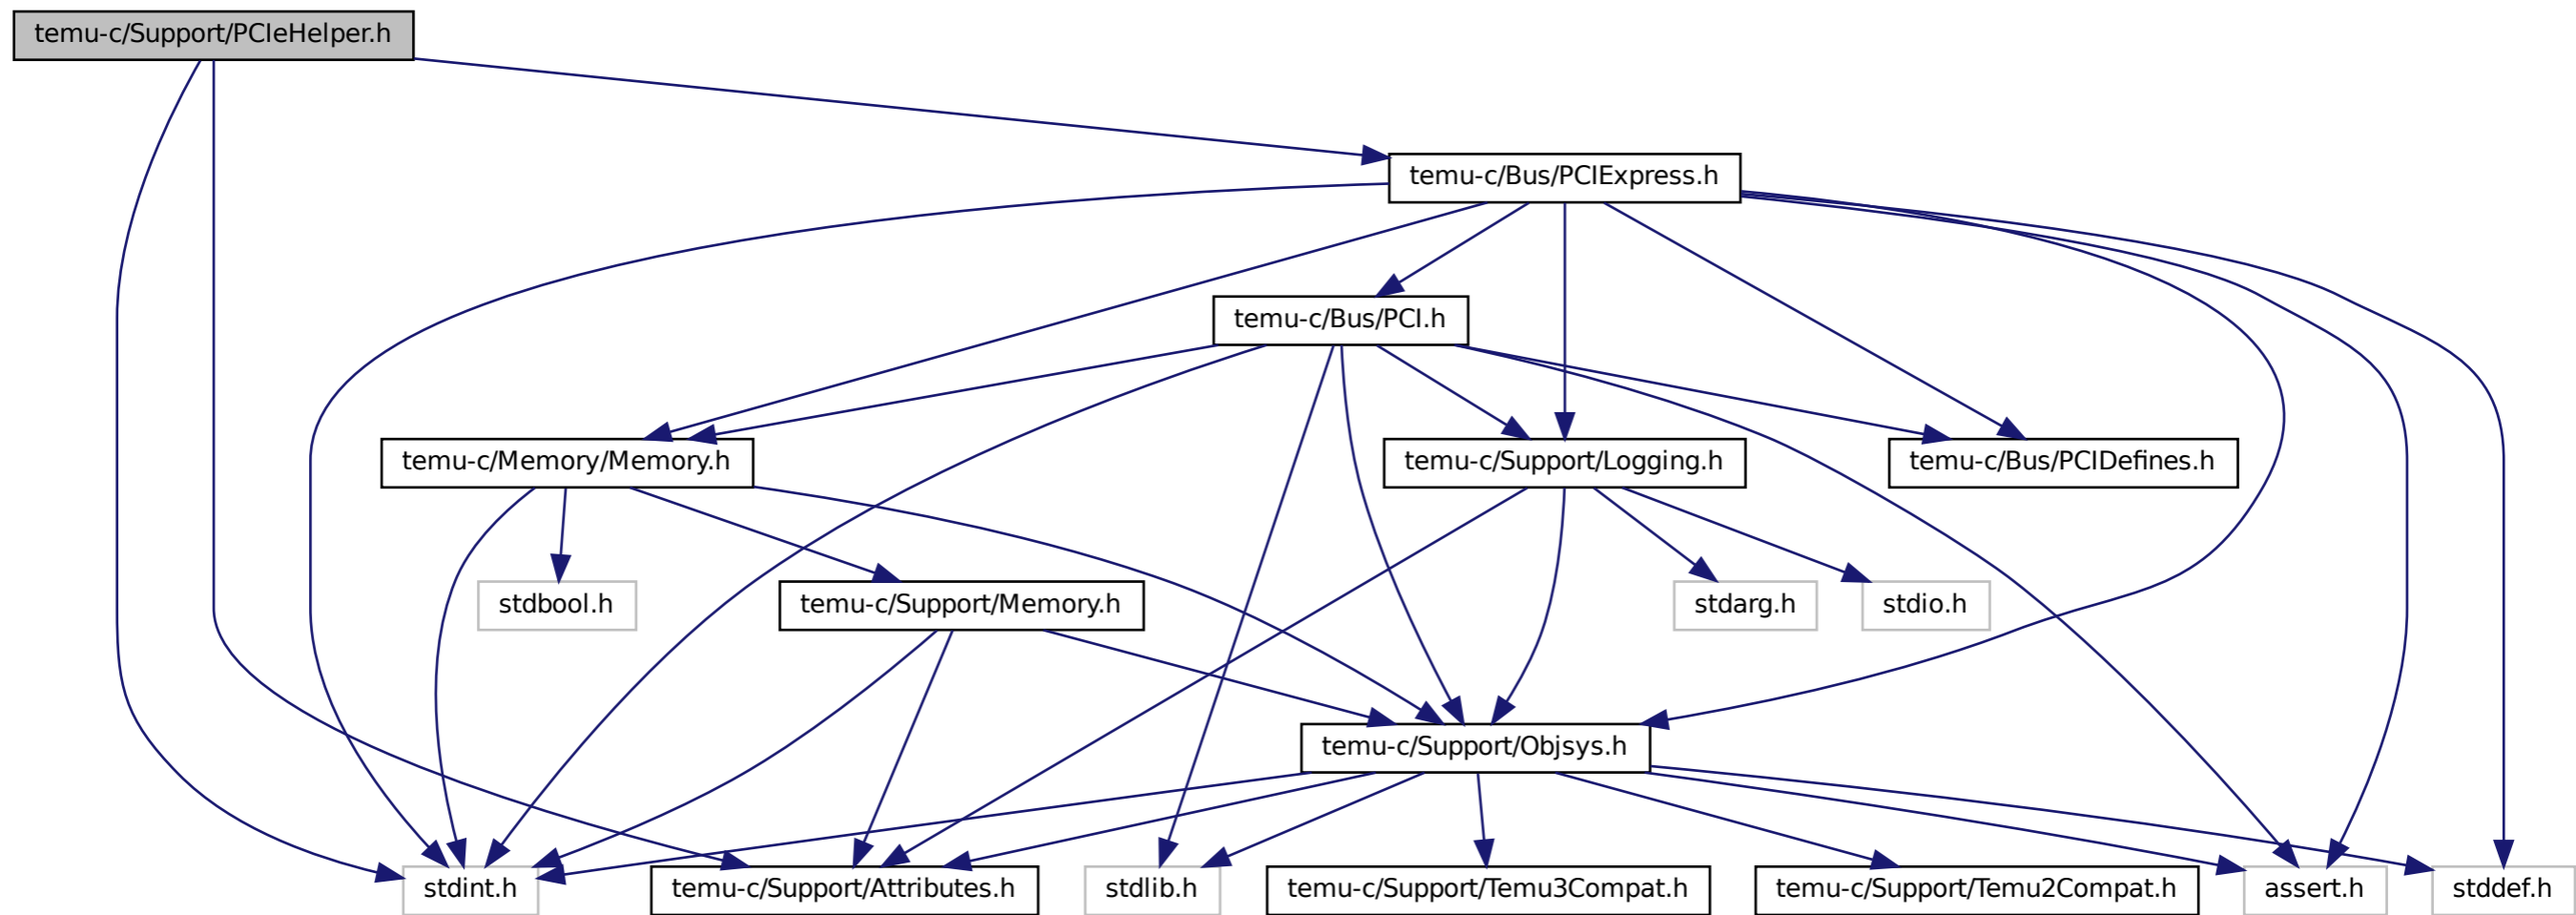 temu-c/Support/PCIeHelper.h
temu-c/Bus/PCIExpress.h
temu-c/Bus/PCI.h
temu-c/Memory/Memory.h
temu-c/Support/Logging.h
temu-c/Bus/PCIDefines.h
stdbool.h
temu-c/Support/Memory.h
stdarg.h
stdio.h
temu-c/Support/Objsys.h
stdint.h
temu-c/Support/Attributes.h
stdlib.h
temu-c/Support/Temu3Compat.h
temu-c/Support/Temu2Compat.h
assert.h
stddef.h